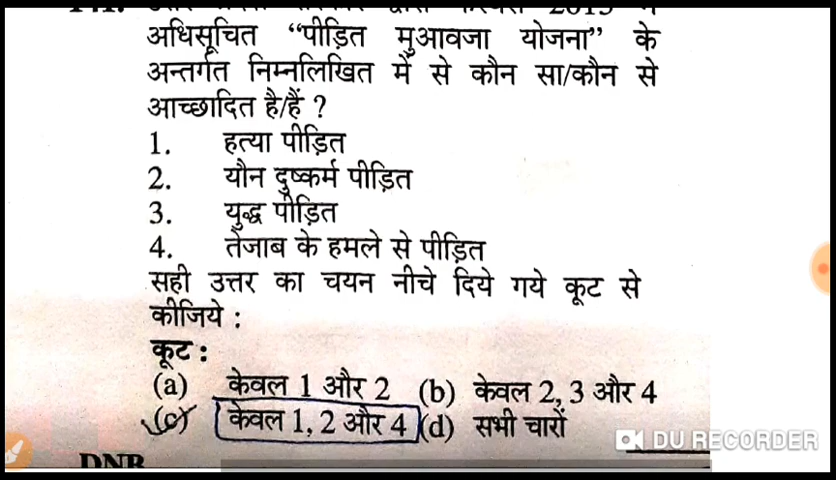 अधिसूचित “पीड़ित मुआवजा योजना” के
अन्तर्गत निम्नलिखित में से कौन सा/कौन से
आच्छादित है/हैं ?
1. हत्या पीड़ित
2. यौन दुष्कर्म पीड़ित
3. युद्ध पीड़ित
4. तेजाब के हमले से पीड़ित
सही उत्तर का चयन नीचे दिये गये कूट से
कीजिये :
कूट :
(a) केवल 1 और 2 (b) केवल 2, 3 और 4
(c) केवल 1, 2 और 4 (d) सभी चारों
DU RECORDER